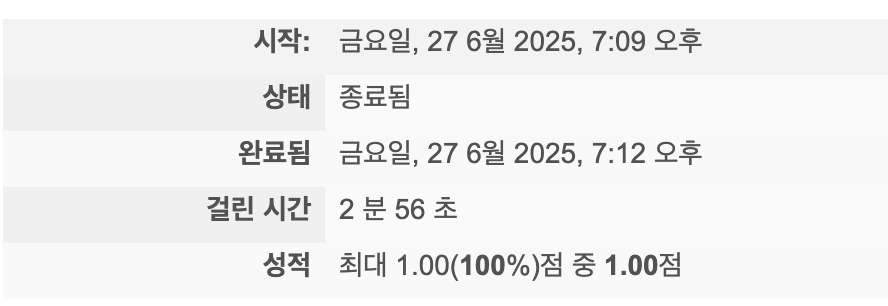 시작: 금요일, 27 6월 2025, 7:09 오후
상태 종료됨
완료됨 금요일, 27 6월 2025, 7:12 오후
걸린 시간 2 분 56 초
성적 최대 1.00(100%)점 중 1.00점